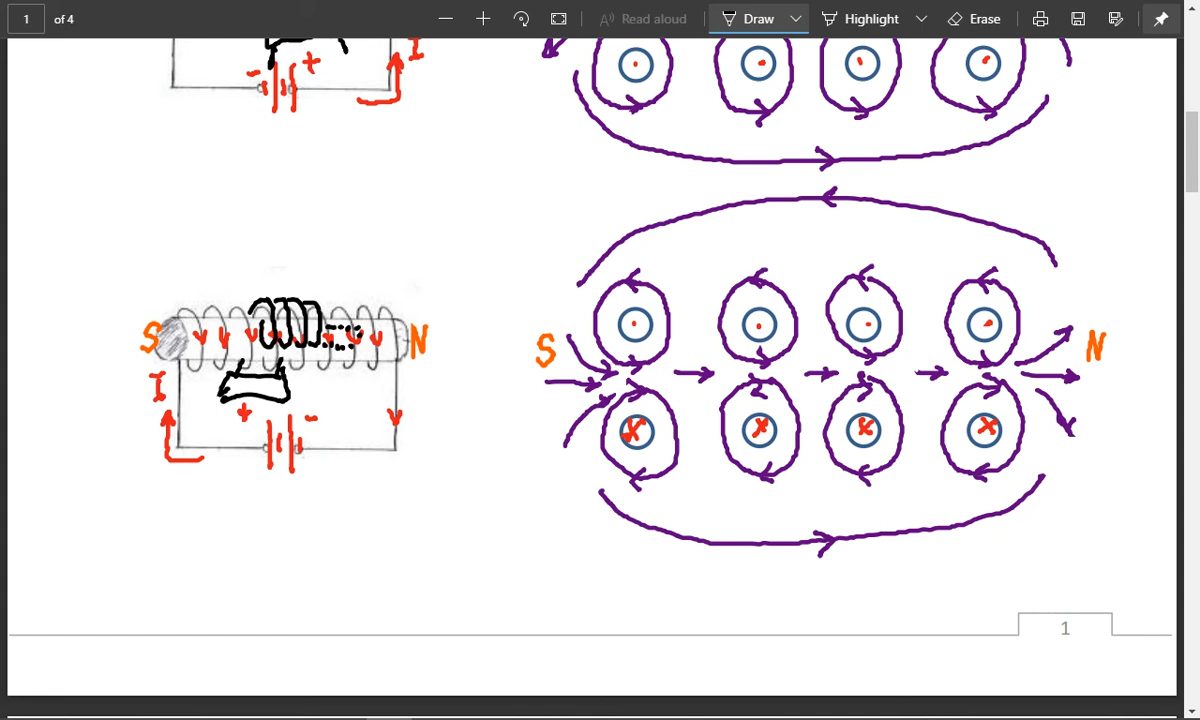 1 of 4 Read aloud Draw Highlight Erase
- + I
S N S N
I
+ -
1